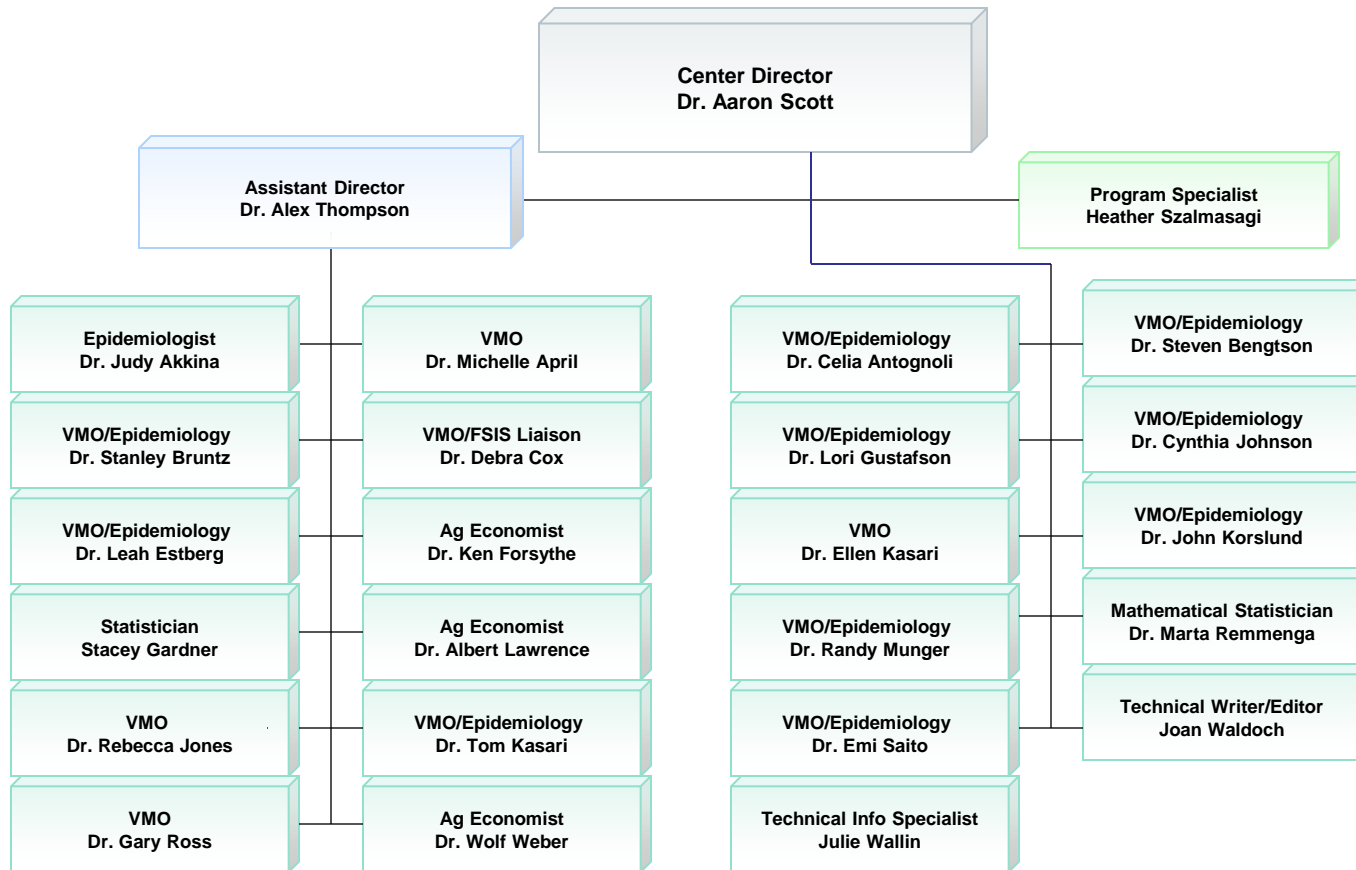 Center Director
Dr. Aaron Scott
Assistant Director
Dr. Alex Thompson
Program Specialist
Heather Szalmasagi
Epidemiologist
Dr. Judy Akkina
VMO
Dr. Michelle April
VMO/Epidemiology
Dr. Stanley Bruntz
VMO/FSIS Liaison
Dr. Debra Cox
VMO/Epidemiology
Dr. Leah Estberg
Ag Economist
Dr. Ken Forsythe
Statistician
Stacey Gardner
Ag Economist
Dr. Albert Lawrence
VMO
Dr. Rebecca Jones
VMO/Epidemiology
Dr. Tom Kasari
VMO
Dr. Gary Ross
Ag Economist
Dr. Wolf Weber
VMO/Epidemiology
Dr. Celia Antognoli
VMO/Epidemiology
Dr. Steven Bengtson
VMO/Epidemiology
Dr. Lori Gustafson
VMO/Epidemiology
Dr. Cynthia Johnson
VMO
Dr. Ellen Kasari
VMO/Epidemiology
Dr. John Korslund
VMO/Epidemiology
Dr. Randy Munger
Mathematical Statistician
Dr. Marta Remmenga
VMO/Epidemiology
Dr. Emi Saito
Technical Writer/Editor
Joan Waldoch
Technical Info Specialist
Julie Wallin